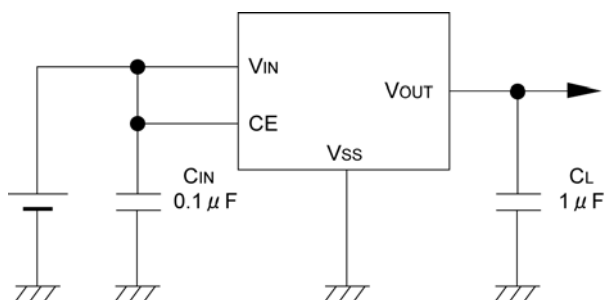 VIN
VOUT
CE
VSS
CIN
0.1 μF
CL
1 μF